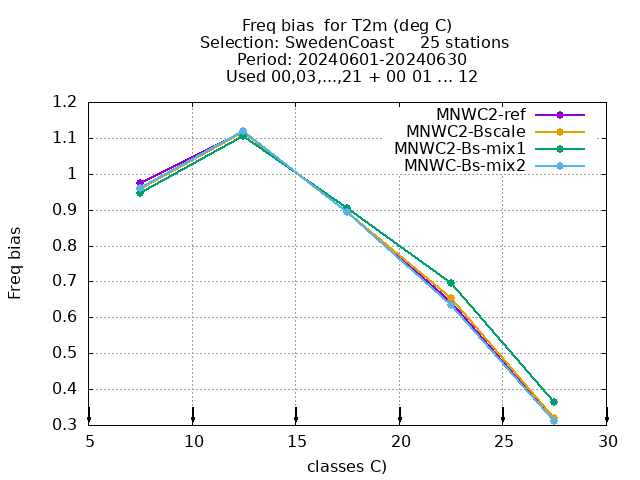 Freq bias  for T2m (deg C)
Selection: SwedenCoast     25 stations
Period: 20240601-20240630
Used 00,03,...,21 + 00 01 ... 12
MNWC2-ref
MNWC2-Bscale
MNWC2-Bs-mix1
MNWC-Bs-mix2
1.2
1.1
1
0.9
0.8
0.7
0.6
0.5
0.4
0.3
Freq bias
5 10 15 20 25 30
classes C)